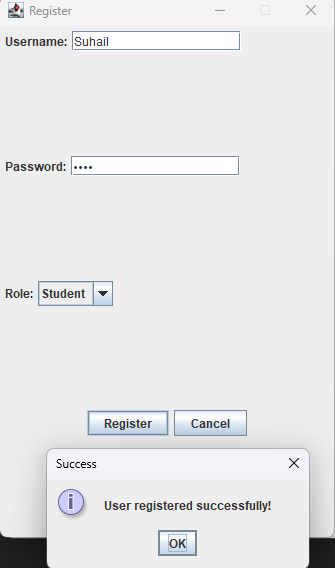 Register
Username: Suhail
Password: ••••
Role: Student
Register Cancel
Success
User registered successfully!
OK